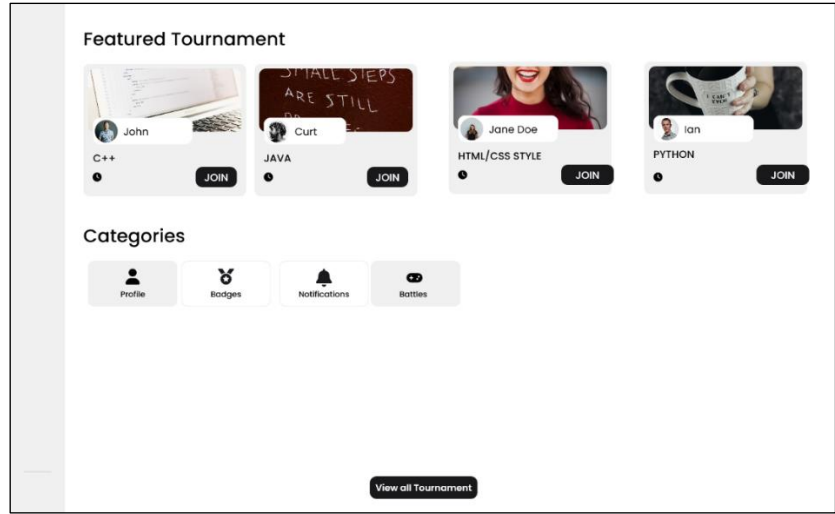 Featured Tournament
SMALL STEPS
ARE STILL
John
Curt
Jane Doe
Ian
C++
JAVA
HTML/CSS STYLE
PYTHON
JOIN
JOIN
JOIN
JOIN
Categories
Profile
Badges
Notifications
Battles
View all Tournament